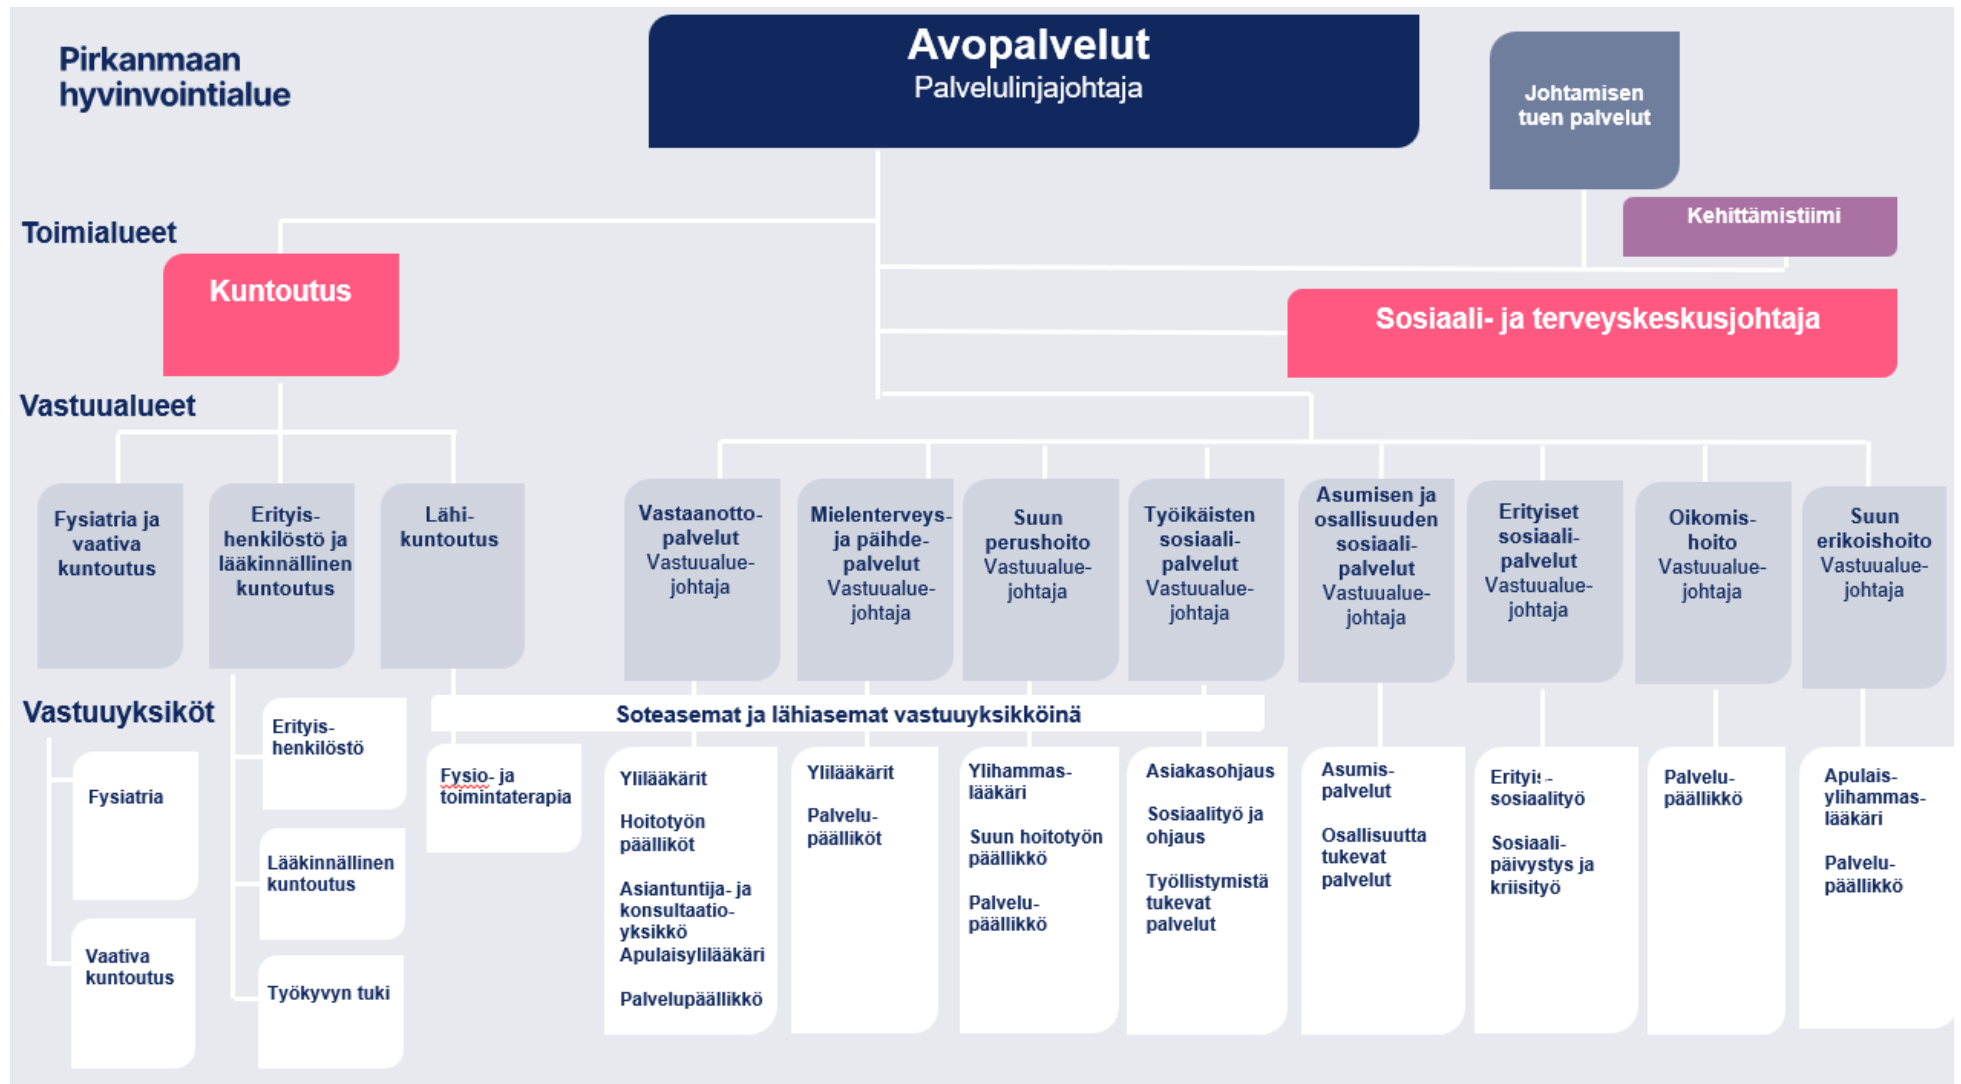 Pirkanmaan
hyvinvointialue
Avopalvelut
Palvelulinjajohtaja
Johtamisen
tuen palvelut
Kehittämistiimi
Toimialueet
Kuntoutus
Sosiaali- ja terveyskeskusjohtaja
Vastuualueet
Fysiatria ja
vaativa
kuntoutus
Erityis-
henkilöstö ja
lääkinnällinen
kuntoutus
Lähi-
kuntoutus
Vastaanotto-
palvelut
Vastuualue-
johtaja
Mielenterveys-
ja päihde-
palvelut
Vastuualue-
johtaja
Suun
perushoito
Vastuualue-
johtaja
Työikäisten
sosiaali-
palvelut
Vastuualue-
johtaja
Asumisen ja
osallisuuden
sosiaali-
palvelut
Vastuualue-
johtaja
Erityiset
sosiaali-
palvelut
Vastuualue-
johtaja
Oikomis-
hoito
Vastuualue-
johtaja
Suun
erikoishoito
Vastuualue-
johtaja
Vastuuyksiköt
Soteasemat ja lähiasemat vastuuyksikköinä
Fysiatria
Vaativa
kuntoutus
Erityis-
henkilöstö
Lääkinnällinen
kuntoutus
Työkyvyn tuki
Fysio- ja
toimintaterapia
Ylilääkärit
Hoitotyön
päälliköt
Asiantuntija- ja
konsultaatio-
yksikkö
Apulaisylilääkäri
Palvelupäällikkö
Ylilääkärit
Palvelu-
päälliköt
Ylihammas-
lääkäri
Suun hoitotyön
päällikkö
Palvelu-
päällikkö
Asiakasohjaus
Sosiaalityö ja
ohjaus
Työllistymistä
tukevat
palvelut
Asumis-
palvelut
Osallisuutta
tukevat
palvelut
Erityis-
sosiaalityö
Sosiaali-
päivystys ja
kriisityö
Palvelu-
päällikkö
Apulais-
ylihammas-
lääkäri
Palvelu-
päällikkö